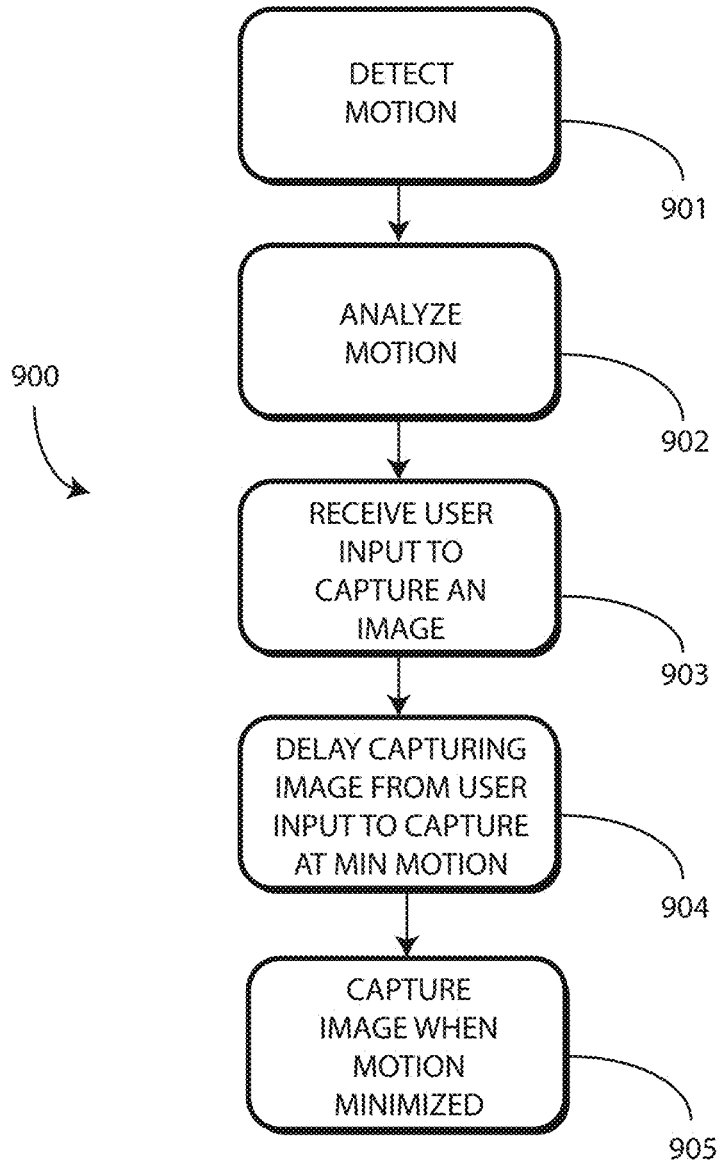 DETECT
MOTION
901
ANALYZE
MOTION
900
902
RECEIVE USER
INPUT TO
CAPTURE AN
IMAGE
903
DELAY CAPTURING
IMAGE FROM USER
INPUT TO CAPTURE
AT MIN MOTION
904
CAPTURE
IMAGE WHEN
MOTION
MINIMIZED
905